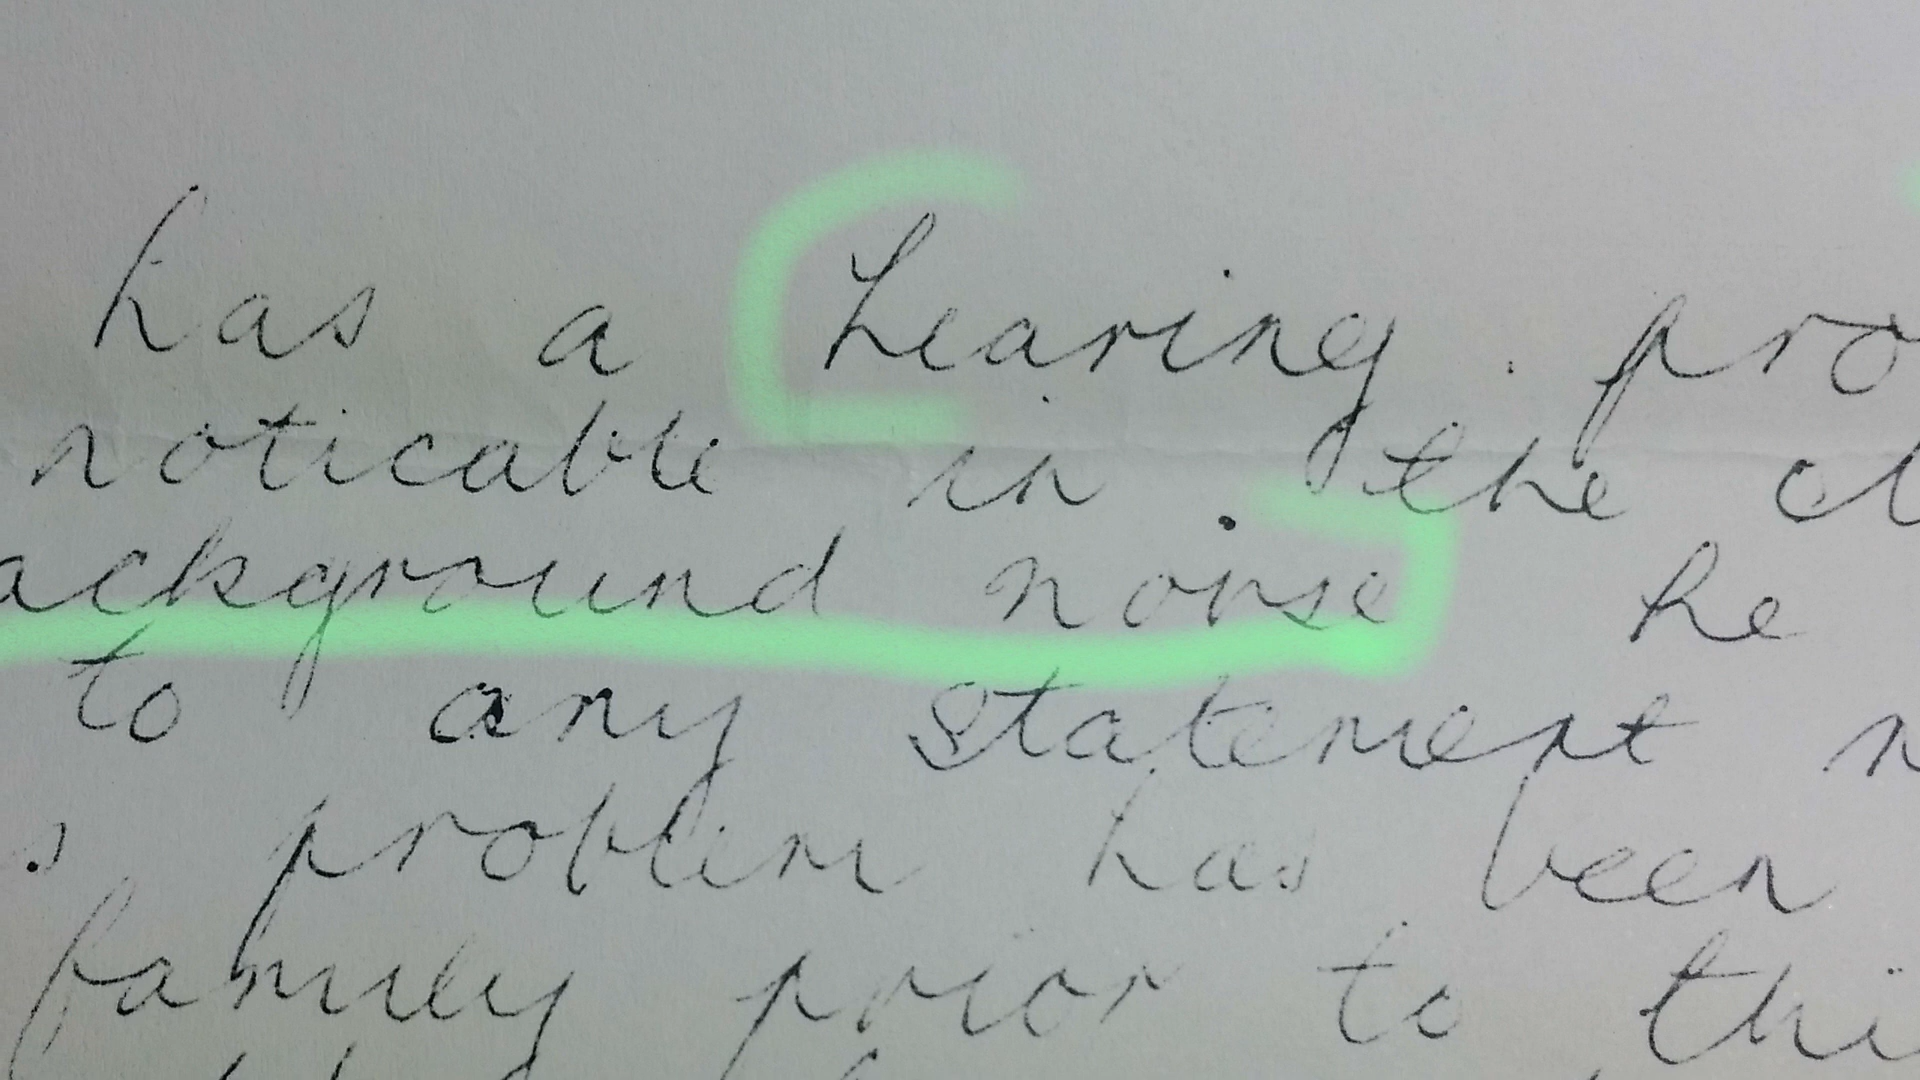 has a hearing pro
noticable in the cl
ackground noise he
to any statement n
s problem has been
family prior to thi